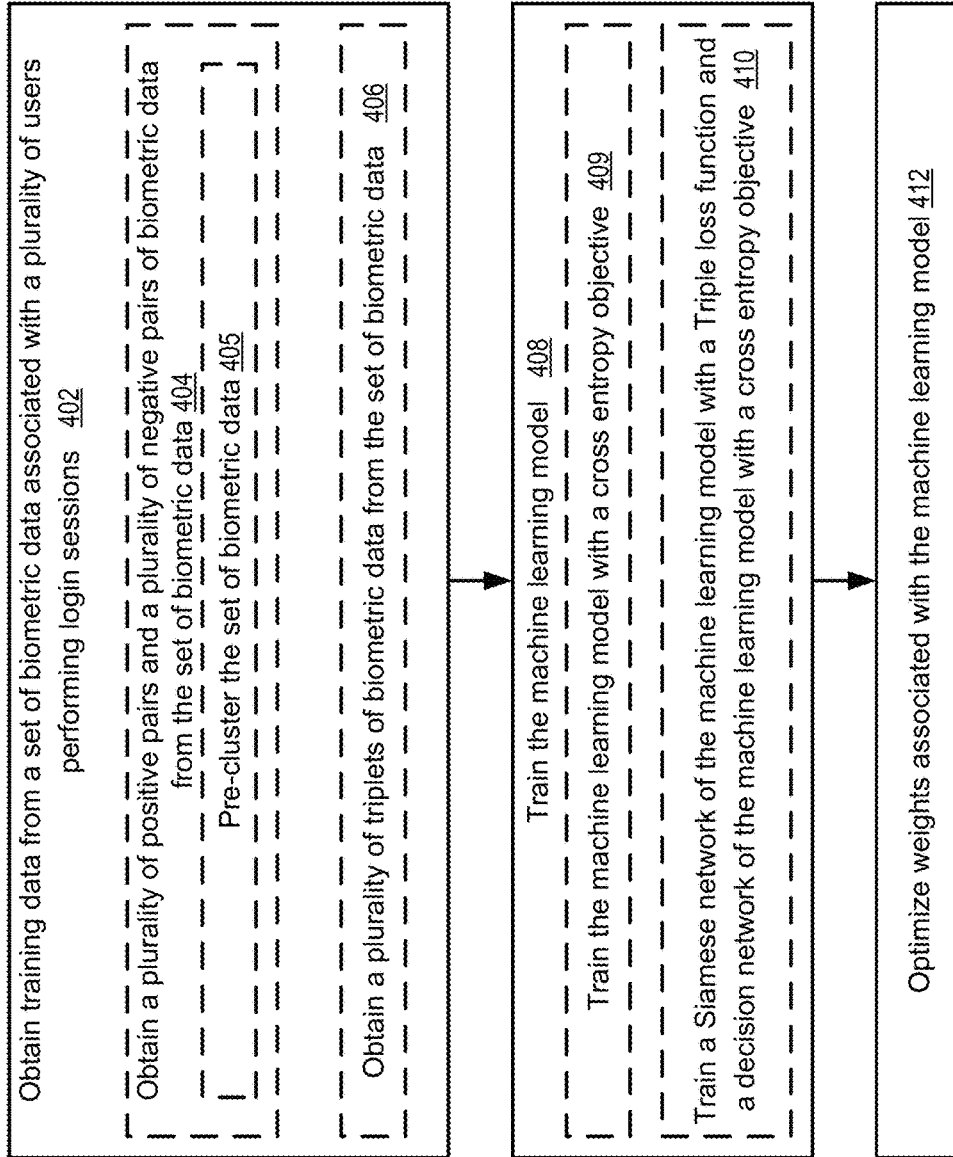 Obtain training data from a set of biometric data associated with a plurality of users
performing login sessions 402
Obtain a plurality of positive pairs and a plurality of negative pairs of biometric data
from the set of biometric data 404
Pre-cluster the set of biometric data 405
Obtain a plurality of triplets of biometric data from the set of biometric data 406
Train the machine learning model 408
Train the machine learning model with a cross entropy objective 409
Train a Siamese network of the machine learning model with a Triple loss function and
a decision network of the machine learning model with a cross entropy objective 410
Optimize weights associated with the machine learning model 412